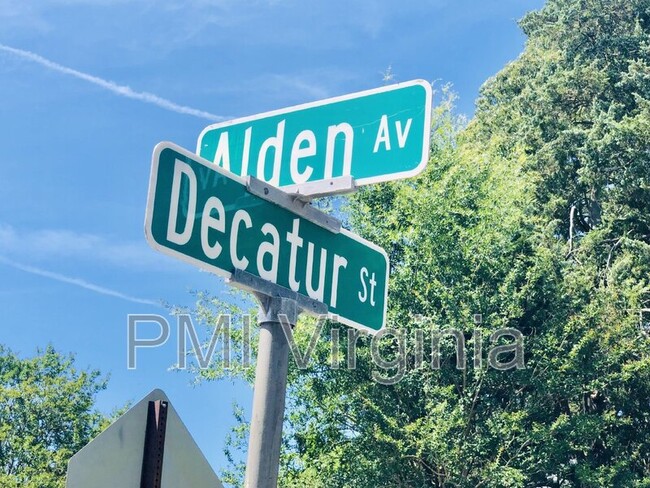 Alden Av
Decatur St
PMI Virginia